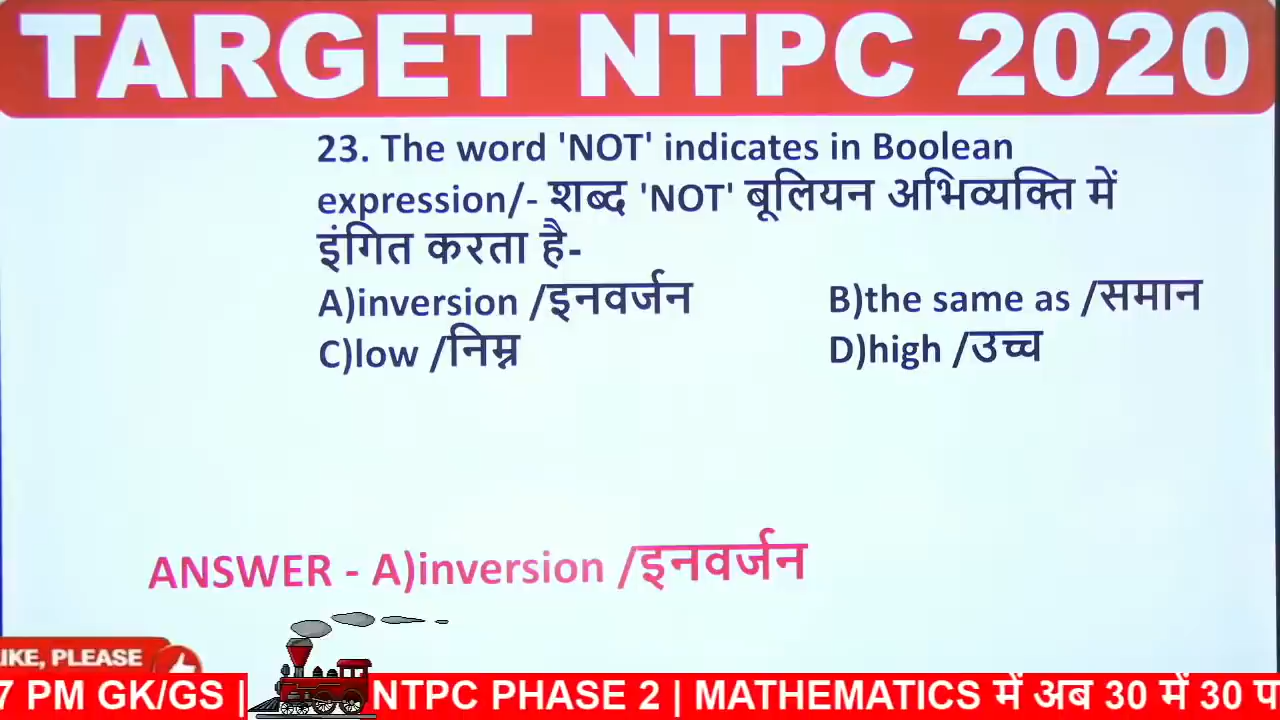 TARGET NTPC 2020
23. The word 'NOT' indicates in Boolean
expression/- शब्द 'NOT' बूलियन अभिव्यक्ति में
इंगित करता है-
A)inversion /इनवर्जन B)the same as /समान
C)low /निम्न D)high /उच्च
ANSWER - A)inversion /इनवर्जन
IKE, PLEASE
7 PM GK/GS | NTPC PHASE 2 | MATHEMATICS में अब 30 में 30 प